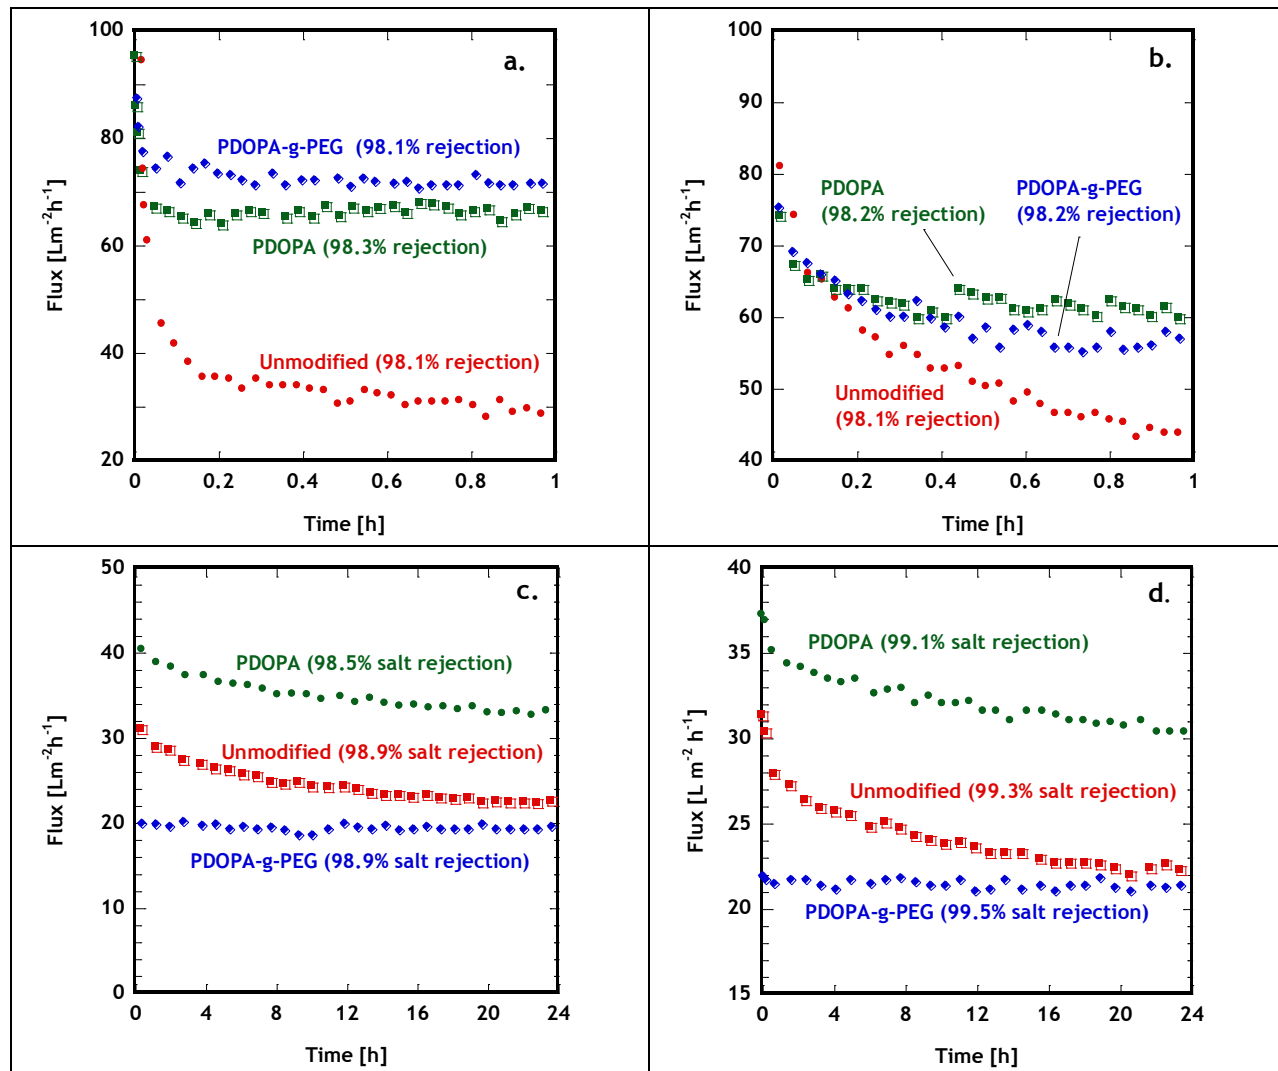 a.
100
80
60
40
20
Flux [Lm⁻²h⁻¹]
PDOPA-g-PEG (98.1% rejection)
PDOPA (98.3% rejection)
Unmodified (98.1% rejection)
0 0.2 0.4 0.6 0.8 1
Time [h]
b.
100
90
80
70
60
50
40
Flux [Lm⁻²h⁻¹]
PDOPA
(98.2% rejection)
PDOPA-g-PEG
(98.2% rejection)
Unmodified
(98.1% rejection)
0 0.2 0.4 0.6 0.8 1
Time [h]
c.
50
40
30
20
10
0
Flux [Lm⁻²h⁻¹]
PDOPA (98.5% salt rejection)
Unmodified (98.9% salt rejection)
PDOPA-g-PEG (98.9% salt rejection)
0 4 8 12 16 20 24
Time [h]
d.
40
35
30
25
21
15
Flux [L m⁻² h⁻¹]
PDOPA (99.1% salt rejection)
Unmodified (99.3% salt rejection)
PDOPA-g-PEG (99.5% salt rejection)
0 4 8 12 16 20 24
Time [h]